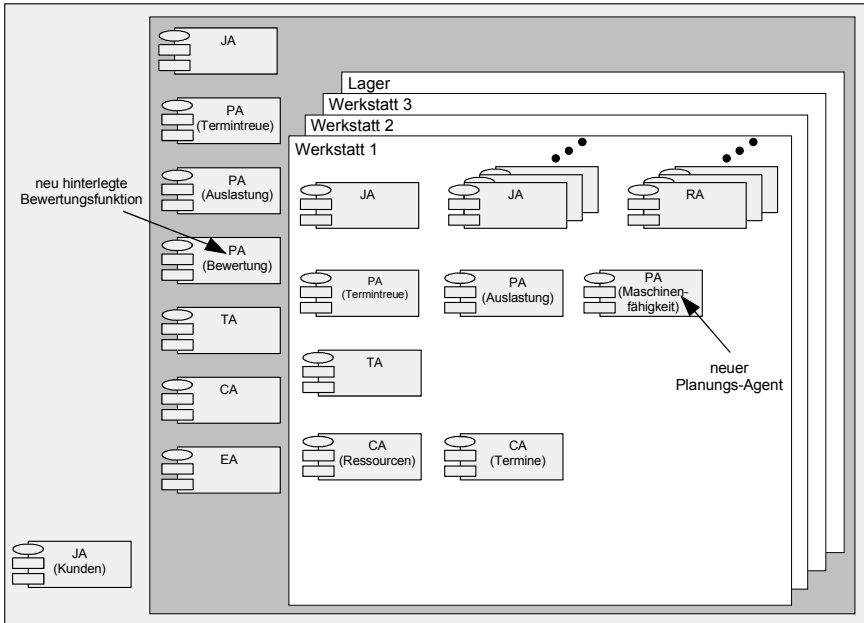 JA
PA
(Termintreue)
PA
(Auslastung)
PA
(Bewertung)
TA
CA
EA
neu hinterlegte
Bewertungsfunktion
JA
(Kunden)
Lager
Werkstatt 3
Werkstatt 2
Werkstatt 1
JA
JA
RA
PA
(Termintreue)
PA
(Auslastung)
PA
(Maschinen-
fähigkeit)
TA
neuer
Planungs-Agent
CA
(Ressourcen)
CA
(Termine)